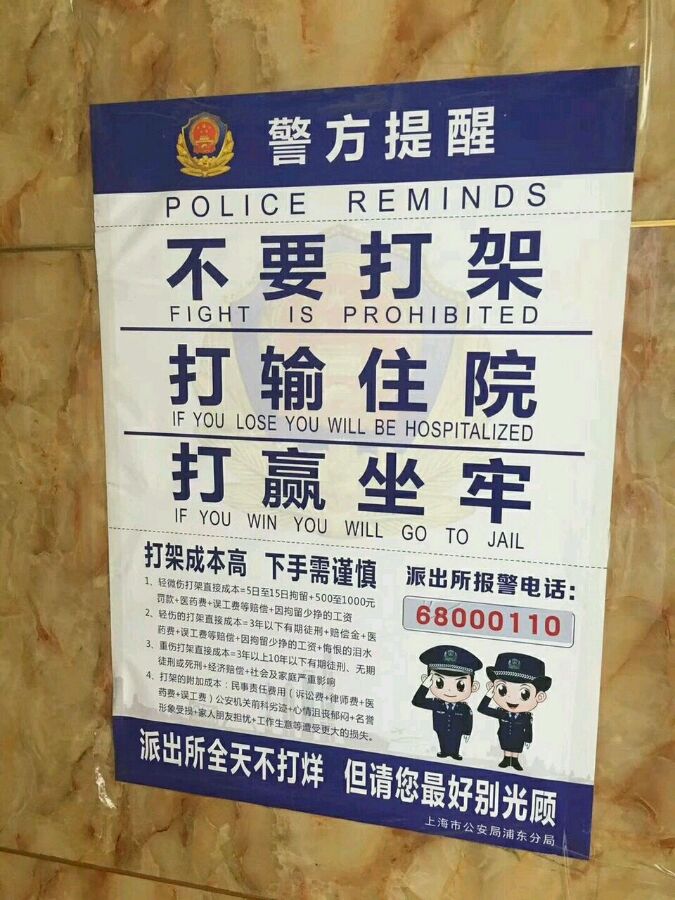 警方提醒
POLICE REMINDS
不要打架
FIGHT IS PROHIBITED
打输住院
IF YOU LOSE YOU WILL BE HOSPITALIZED
打赢坐牢
IF YOU WIN YOU WILL GO TO JAIL
打架成本高 下手需谨慎
1、轻微伤打架直接成本=5日至15日拘留+500至1000元
罚款+医药费+误工费等赔偿+因拘留少挣的工资
2、轻伤的打架直接成本=3年以下有期徒刑+赔偿金+医
药费+误工费等赔偿+因拘留少挣的工资+悔恨的泪水
3、重伤打架直接成本=3年以上10年以下有期徒刑、无期
徒刑或死刑+经济赔偿+社会及家庭严重影响
4、打架的附加成本：民事责任费用（诉讼费+律师费+医
药费+误工费）公安机关前科劣迹+心情沮丧郁闷+名誉
形象受损+家人朋友担忧+工作生意等遭受更大的损失。
派出所报警电话：
68000110
派出所全天不打烊 但请您最好别光顾
上海市公安局浦东分局